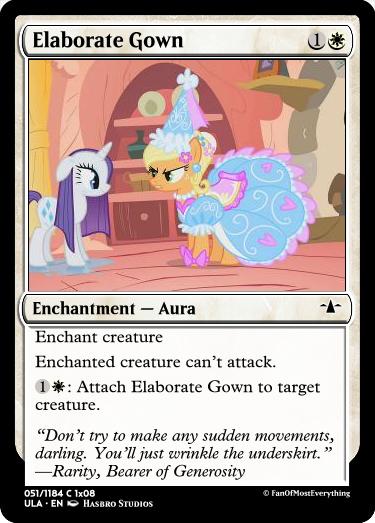 Elaborate Gown 1
Enchantment — Aura
Enchant creature
Enchanted creature can't attack.
1: Attach Elaborate Gown to target
creature.
"Don't try to make any sudden movements,
darling. You'll just wrinkle the underskirt."
—Rarity, Bearer of Generosity
051/1184 C 1x08
ULA • EN Hasbro Studios
© FanOfMostEverything